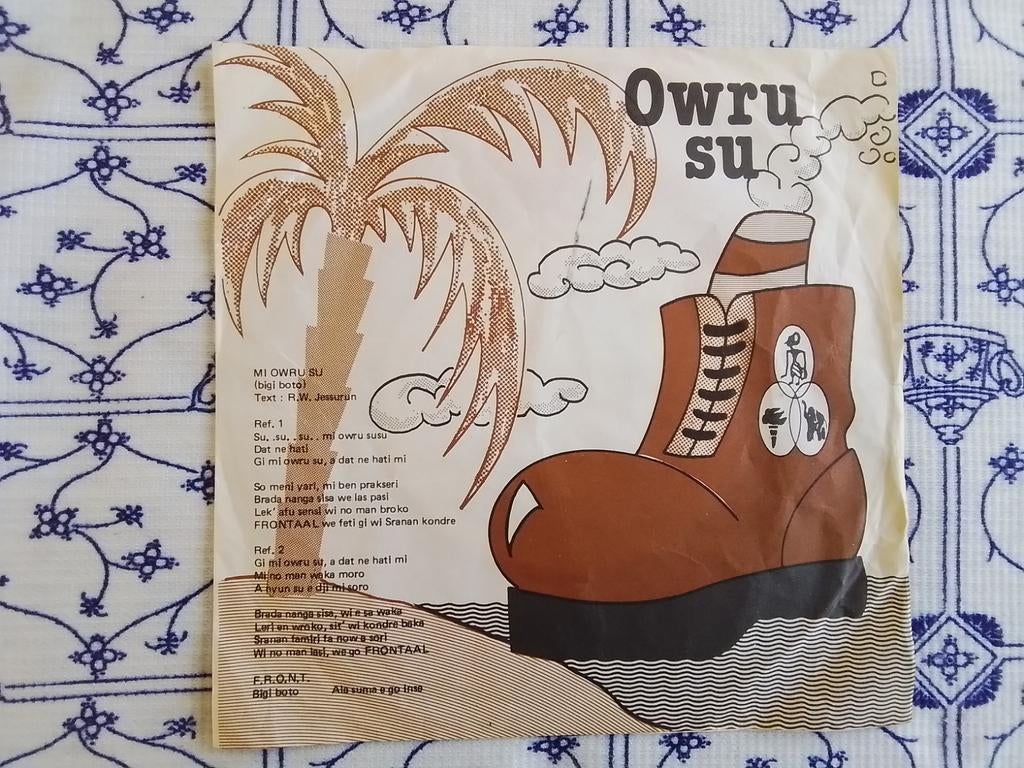 Owru
su
MI OWRU SU
(bigi boto)
Text : R.W. Jessurun
Ref. 1
Su. .su. . su. . mi owru susu
Dat ne hati
Gi mi owru su, a dat ne hati mi
So meni yari, mi ben prakseri
Brada nanga sisa we las pasi
Lek' afu sensi wi no man broko
FRONTAAL we feti gi wi Sranan kondre
Ref. 2
Gi mi owru su, a dat ne hati mi
Mi no man waka moro
A nyun su e dji mi soro
Brada nanga sisa, wi e sa waka
Leri en wroko, sit' wi kondre baka
Sranan famiri fa now a sori
Wi no man lasi, we go FRONTAAL
F.R.O.N.T.
Bigi boto Ala suma e go inse